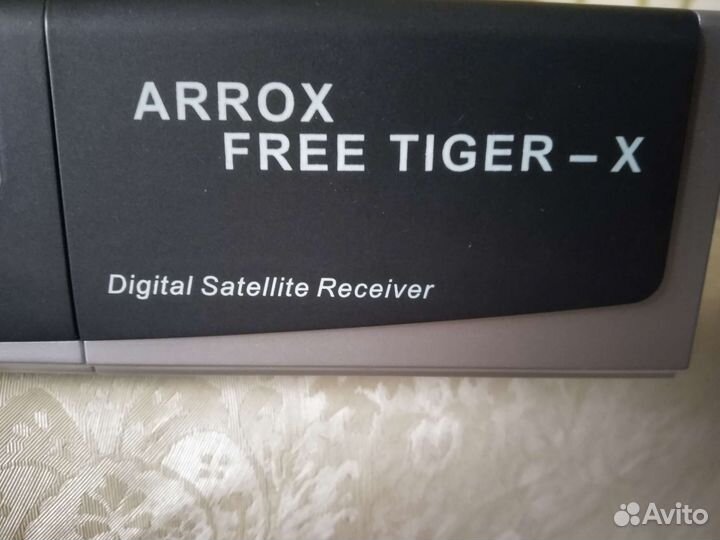 ARROX
FREE TIGER – X
Digital Satellite Receiver
Avito